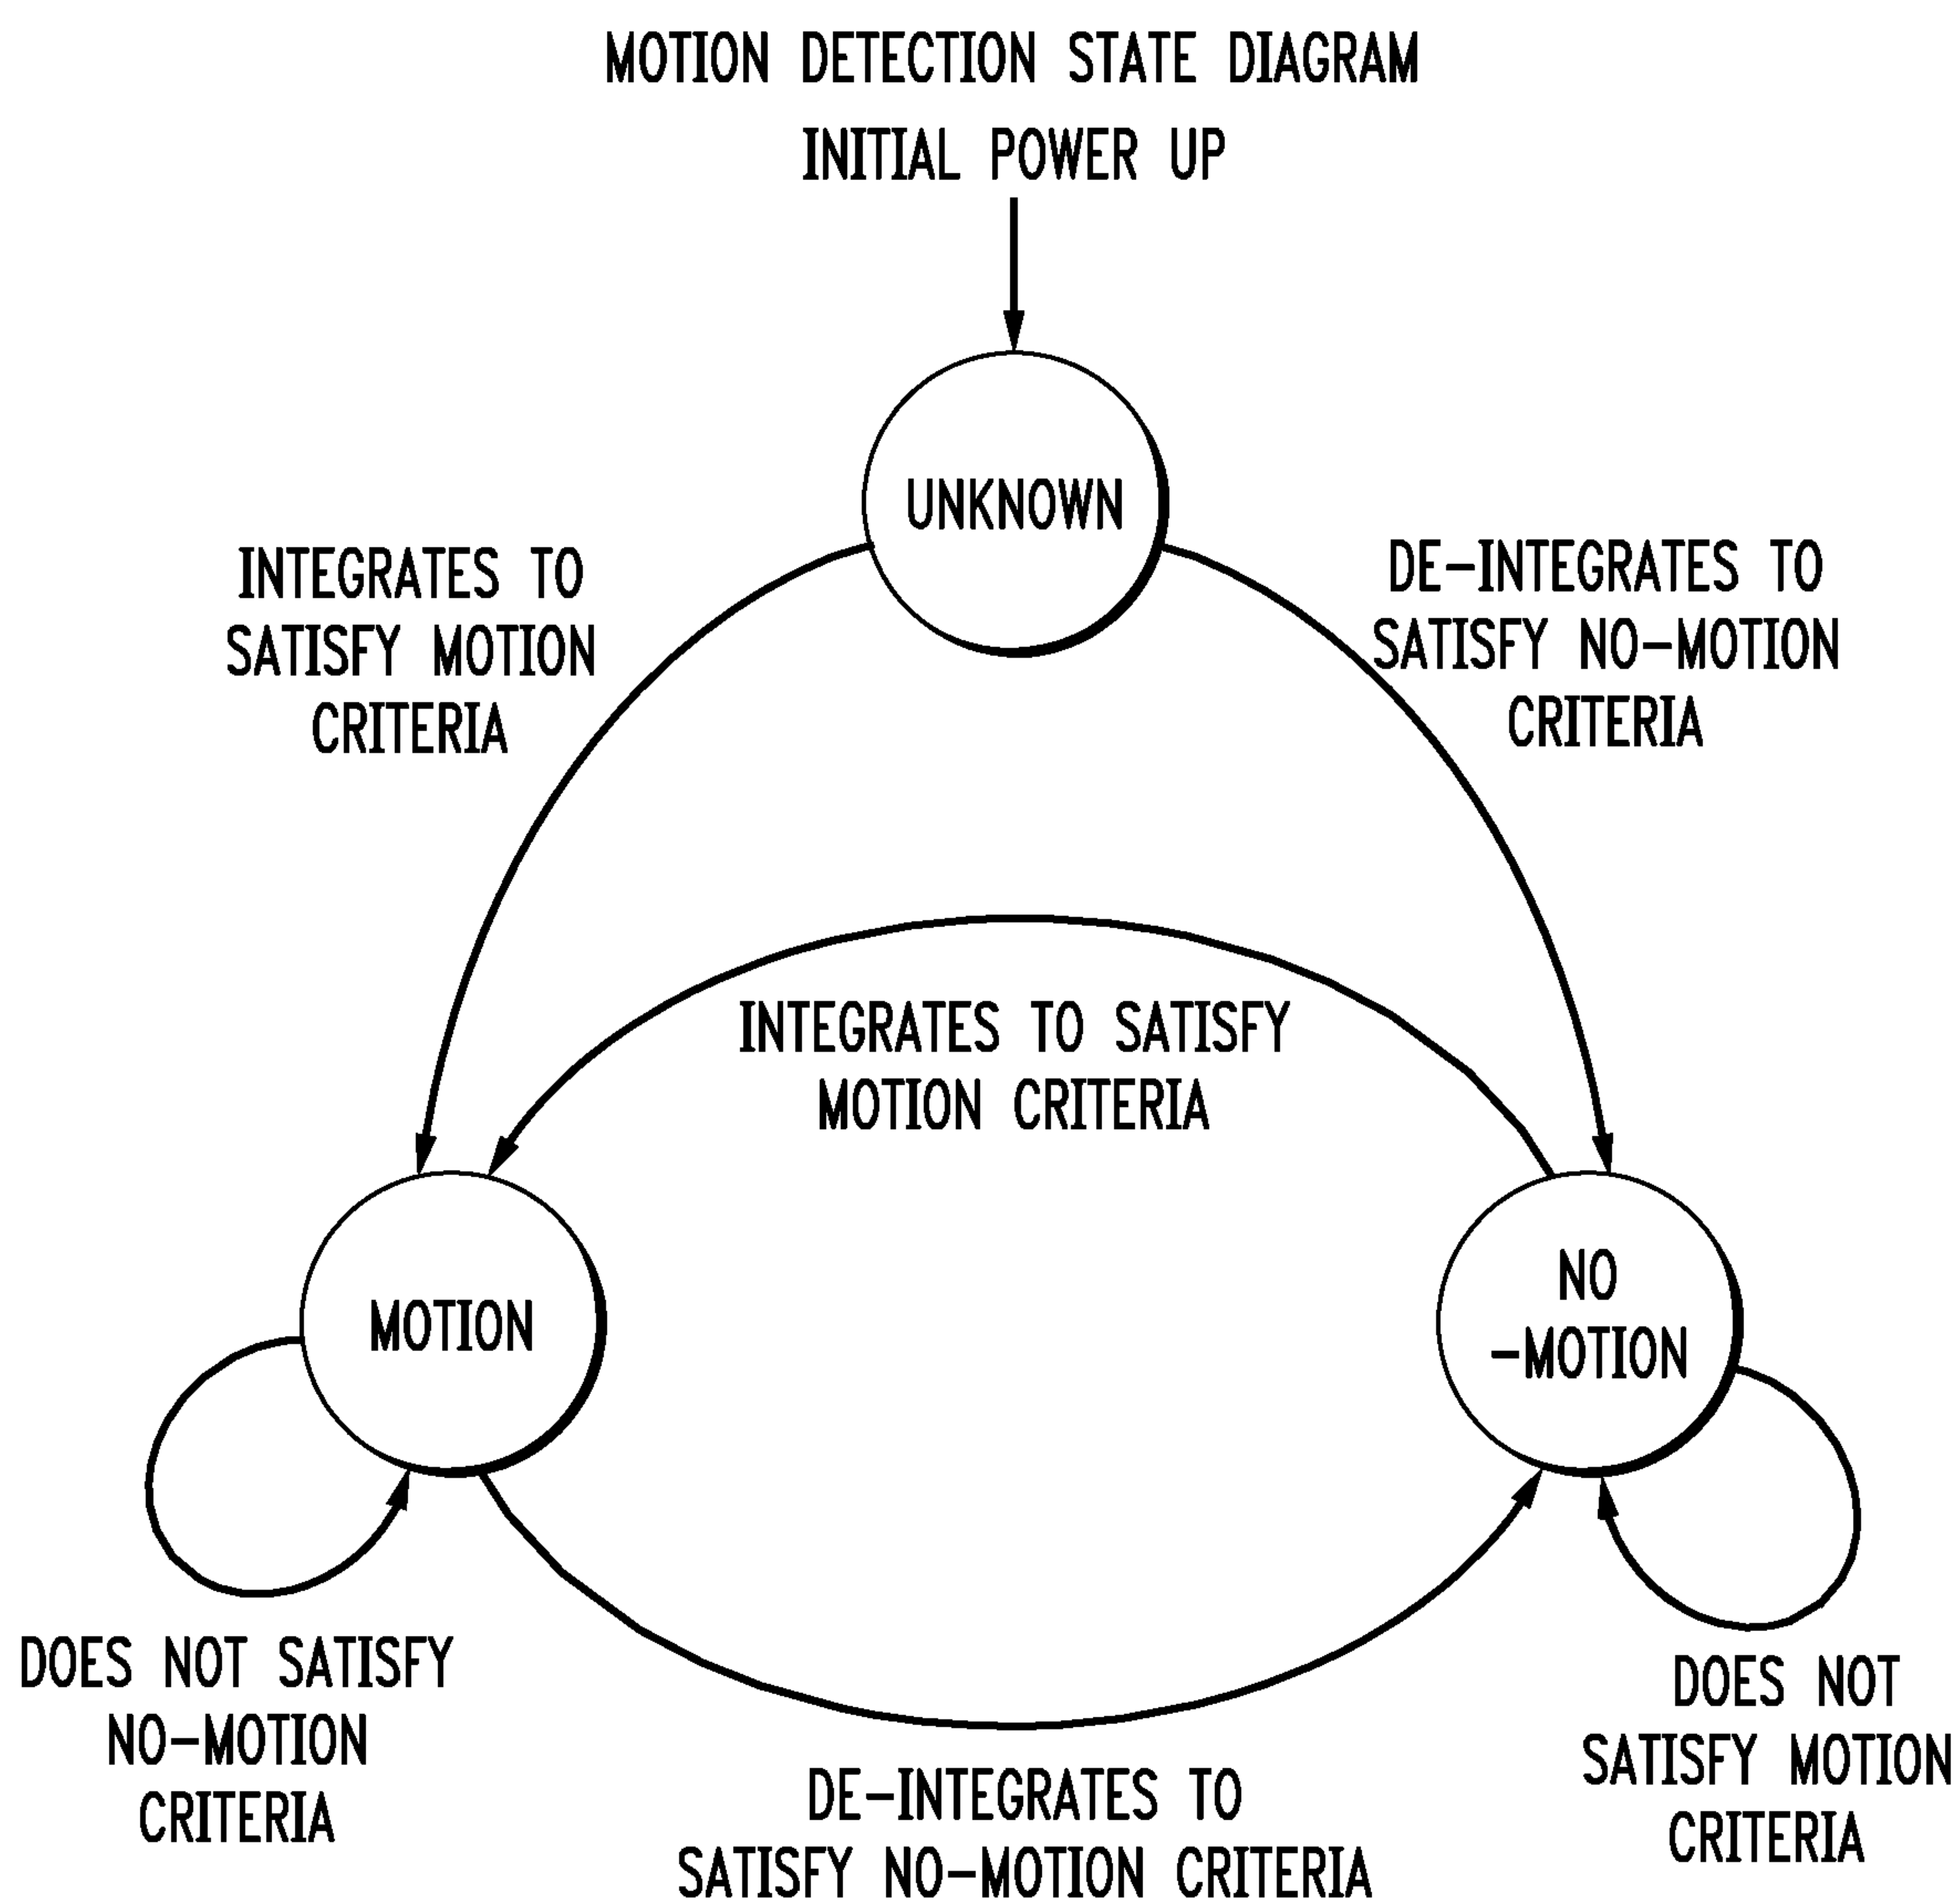 MOTION DETECTION STATE DIAGRAM
INITIAL POWER UP
UNKNOWN
INTEGRATES TO
SATISFY MOTION
CRITERIA
DE-INTEGRATES TO
SATISFY NO-MOTION
CRITERIA
INTEGRATES TO SATISFY
MOTION CRITERIA
MOTION
NO
-MOTION
DOES NOT SATISFY
NO-MOTION
CRITERIA
DE-INTEGRATES TO
SATISFY NO-MOTION CRITERIA
DOES NOT
SATISFY MOTION
CRITERIA